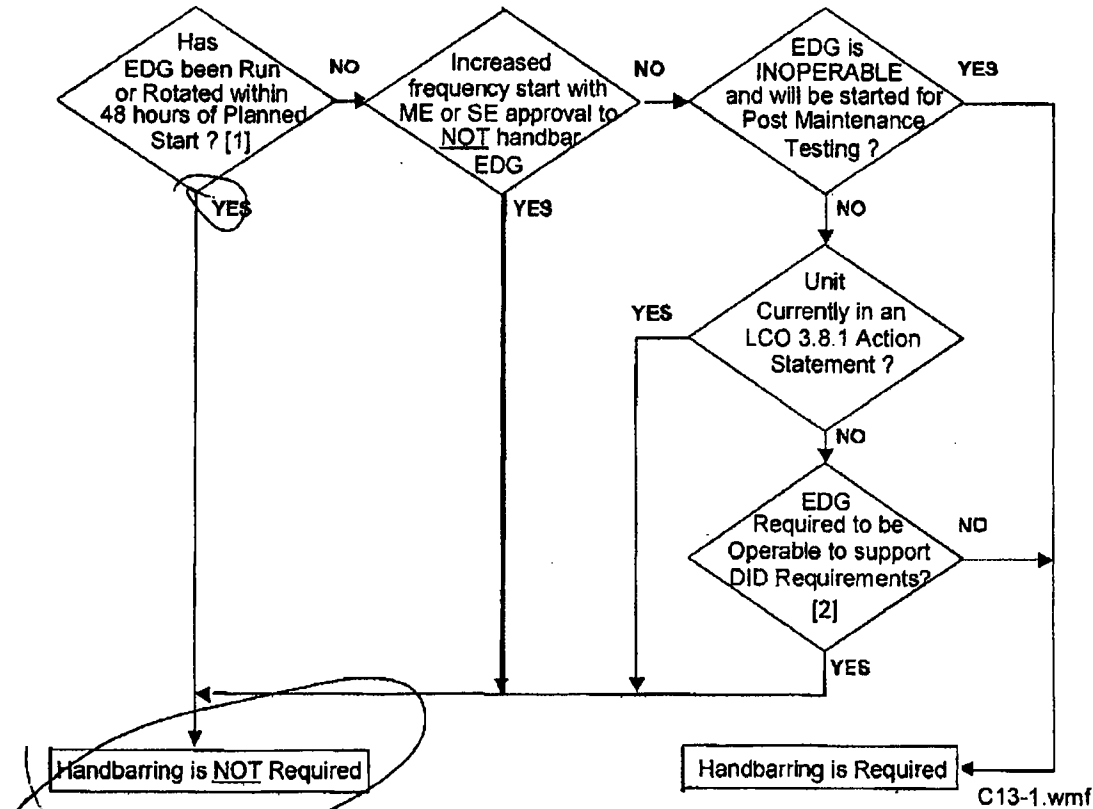 Has
EDG been Run
or Rotated within
48 hours of Planned
Start ? [1]
NO
YES
Increased
frequency start with
ME or SE approval to
NOT handbar
EDG
NO
YES
EDG is
INOPERABLE
and will be started for
Post Maintenance
Testing ?
YES
NO
Unit
Currently in an
LCO 3.8.1 Action
Statement ?
YES
NO
EDG
Required to be
Operable to support
DID Requirements?
[2]
NO
YES
Handbarring is NOT Required
Handbarring is Required
C13-1.wmf